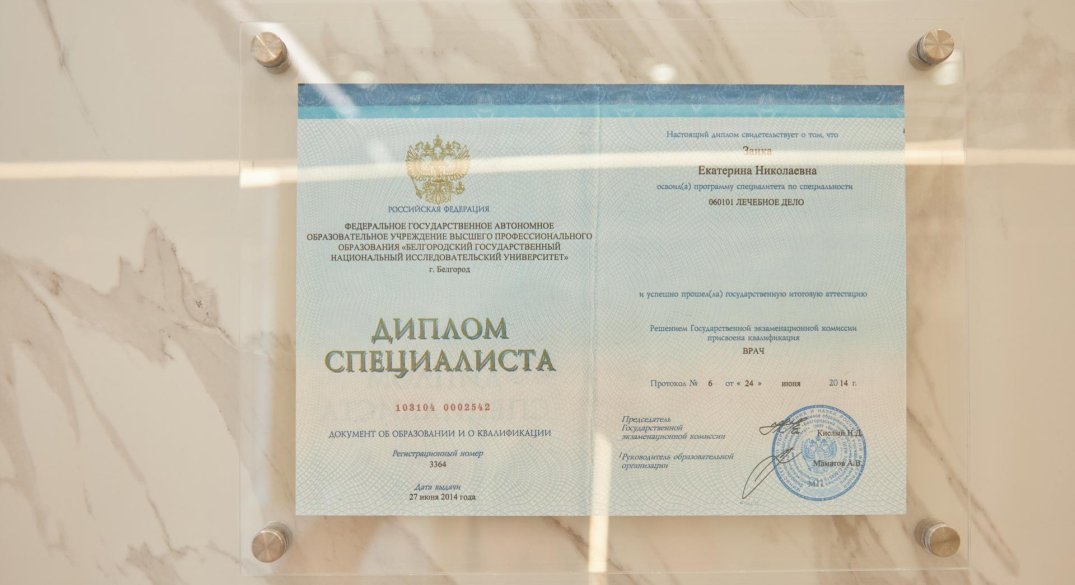 РОССИЙСКАЯ ФЕДЕРАЦИЯ
ФЕДЕРАЛЬНОЕ ГОСУДАРСТВЕННОЕ АВТОНОМНОЕ
ОБРАЗОВАТЕЛЬНОЕ УЧРЕЖДЕНИЕ ВЫСШЕГО ПРОФЕССИОНАЛЬНОГО
ОБРАЗОВАНИЯ «БЕЛГОРОДСКИЙ ГОСУДАРСТВЕННЫЙ
НАЦИОНАЛЬНЫЙ ИССЛЕДОВАТЕЛЬСКИЙ УНИВЕРСИТЕТ»
г. Белгород
ДИПЛОМ
СПЕЦИАЛИСТА
103104 0002542
ДОКУМЕНТ ОБ ОБРАЗОВАНИИ И О КВАЛИФИКАЦИИ
Регистрационный номер
3364
Дата выдачи
27 июня 2014 года
Настоящий диплом свидетельствует о том, что
Заика
Екатерина Николаевна
освоил(а) программу специалитета по специальности
060101 ЛЕЧЕБНОЕ ДЕЛО
и успешно прошел(ла) государственную итоговую аттестацию
Решением Государственной экзаменационной комиссии
присвоена квалификация
ВРАЧ
Протокол № 6 от « 24 » июня 2014 г.
Председатель
Государственной
экзаменационной комиссии
Кислый Н.Д.
Руководитель образовательной
организации
Маматов А.В.
М.П.